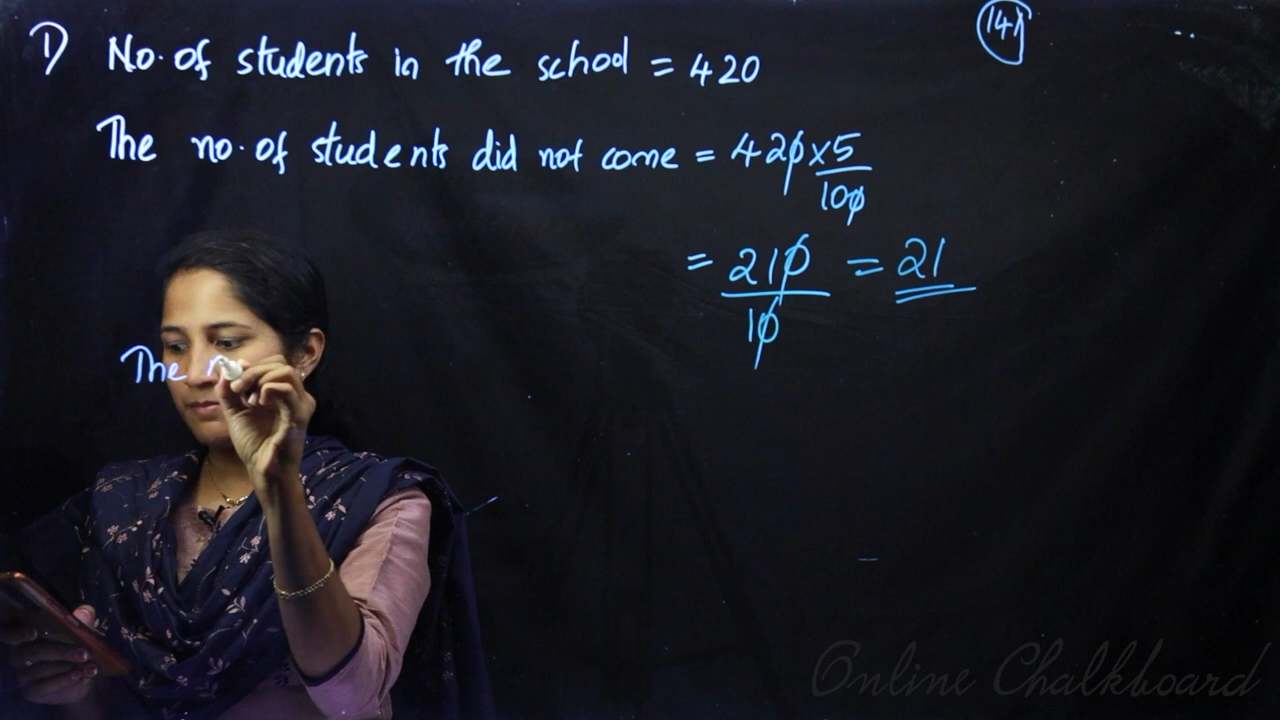 (141)
1) No. of students in the school = 420
The no. of students did not come = 420 x 5/100
= 210/10 = 21
The
Online Chalkboard